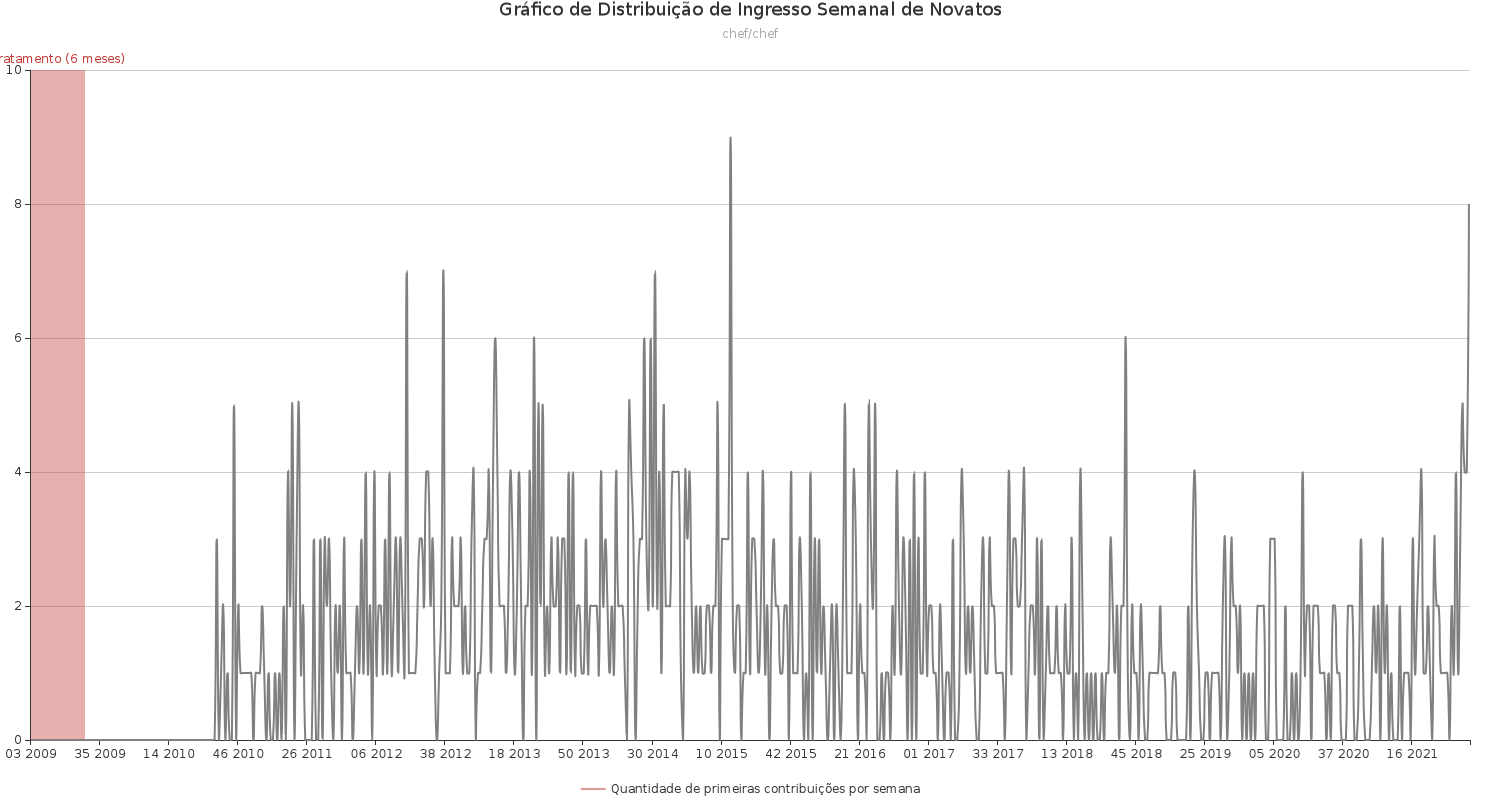 Gráfico de Distribuição de Ingresso Semanal de Novatos
chef/chef
ratamento (6 meses)
10
8
6
4
2
0
03 2009 35 2009 14 2010 46 2010 26 2011 06 2012 38 2012 18 2013 50 2013 30 2014 10 2015 42 2015 21 2016 01 2017 33 2017 13 2018 45 2018 25 2019 05 2020 37 2020 16 2021
Quantidade de primeiras contribuições por semana